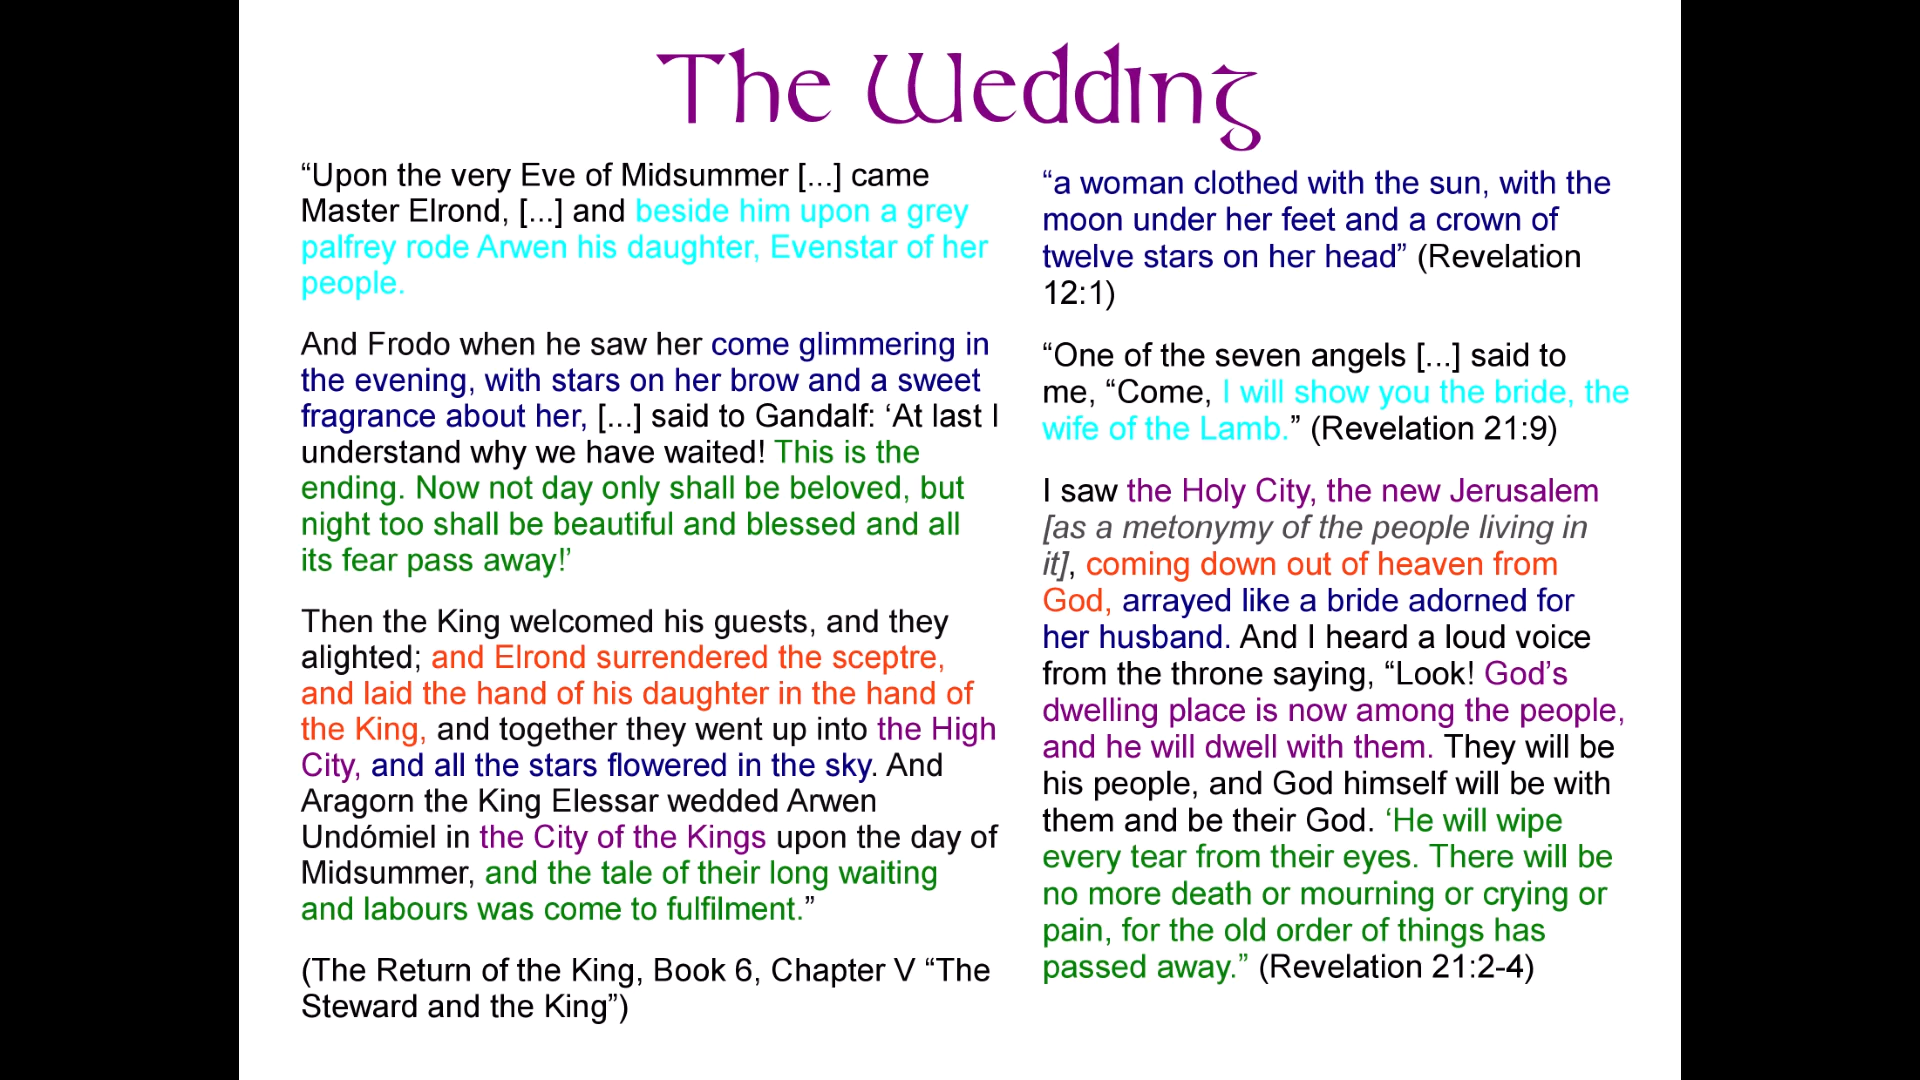 The Wedding
“Upon the very Eve of Midsummer [...] came
Master Elrond, [...] and beside him upon a grey
palfrey rode Arwen his daughter, Evenstar of her
people.
And Frodo when he saw her come glimmering in
the evening, with stars on her brow and a sweet
fragrance about her, [...] said to Gandalf: ‘At last I
understand why we have waited! This is the
ending. Now not day only shall be beloved, but
night too shall be beautiful and blessed and all
its fear pass away!’
Then the King welcomed his guests, and they
alighted; and Elrond surrendered the sceptre,
and laid the hand of his daughter in the hand of
the King, and together they went up into the High
City, and all the stars flowered in the sky. And
Aragorn the King Elessar wedded Arwen
Undómiel in the City of the Kings upon the day of
Midsummer, and the tale of their long waiting
and labours was come to fulfilment.”
(The Return of the King, Book 6, Chapter V “The
Steward and the King”)
“a woman clothed with the sun, with the
moon under her feet and a crown of
twelve stars on her head” (Revelation
12:1)
“One of the seven angels [...] said to
me, “Come, I will show you the bride, the
wife of the Lamb.” (Revelation 21:9)
I saw the Holy City, the new Jerusalem
[as a metonymy of the people living in
it], coming down out of heaven from
God, arrayed like a bride adorned for
her husband. And I heard a loud voice
from the throne saying, “Look! God’s
dwelling place is now among the people,
and he will dwell with them. They will be
his people, and God himself will be with
them and be their God. ‘He will wipe
every tear from their eyes. There will be
no more death or mourning or crying or
pain, for the old order of things has
passed away.” (Revelation 21:2-4)